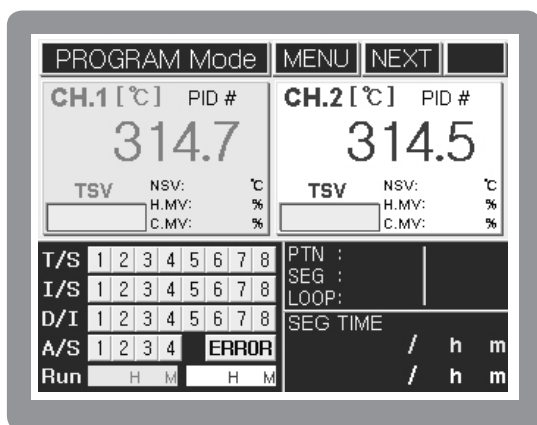 PROGRAM Mode MENU NEXT
CH.1 [℃] PID #
314.7
TSV NSV: ℃
H.MV: %
C.MV: %
CH.2 [℃] PID #
314.5
TSV NSV: ℃
H.MV: %
C.MV: %
T/S 1 2 3 4 5 6 7 8
I/S 1 2 3 4 5 6 7 8
D/I 1 2 3 4 5 6 7 8
A/S 1 2 3 4 ERROR
Run H M H M
PTN :
SEG :
LOOP:
SEG TIME
/ h m
/ h m